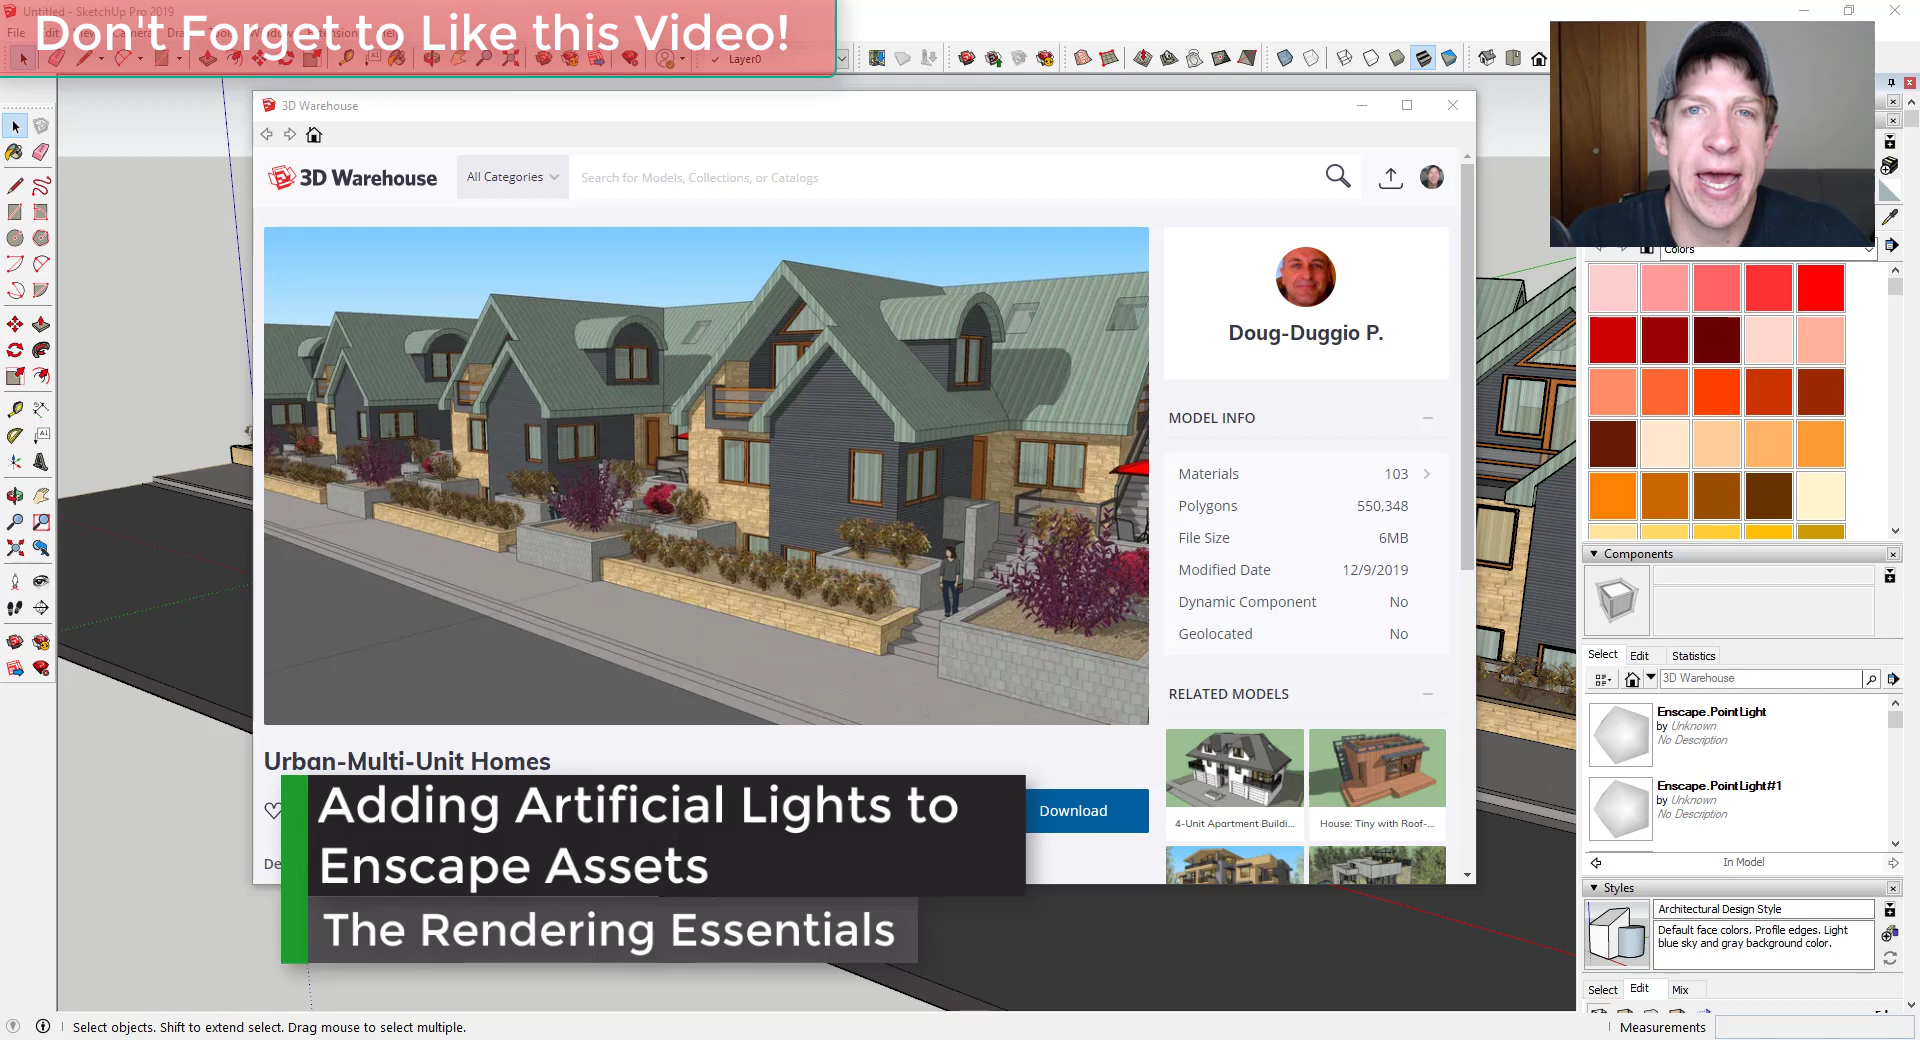 Untitled - SketchUp Pro 2019
Don't Forget to Like this Video!
File
Layer0
3D Warehouse
3D Warehouse
All Categories
Search for Models, Collections, or Catalogs
Doug-Duggio P.
MODEL INFO
Materials 103
Polygons 550,348
File Size 6MB
Modified Date 12/9/2019
Dynamic Component No
Geolocated No
RELATED MODELS
4-Unit Apartment Buildi...
House: Tiny with Roof-...
Urban-Multi-Unit Homes
Download
De
Adding Artificial Lights to
Enscape Assets
The Rendering Essentials
Colors
Components
Select Edit Statistics
3D Warehouse
Enscape.PointLight
by Unknown
No Description
Enscape.PointLight#1
by Unknown
No Description
In Model
Styles
Architectural Design Style
Default face colors. Profile edges. Light
blue sky and gray background color.
Select Edit Mix
Select objects. Shift to extend select. Drag mouse to select multiple.
Measurements